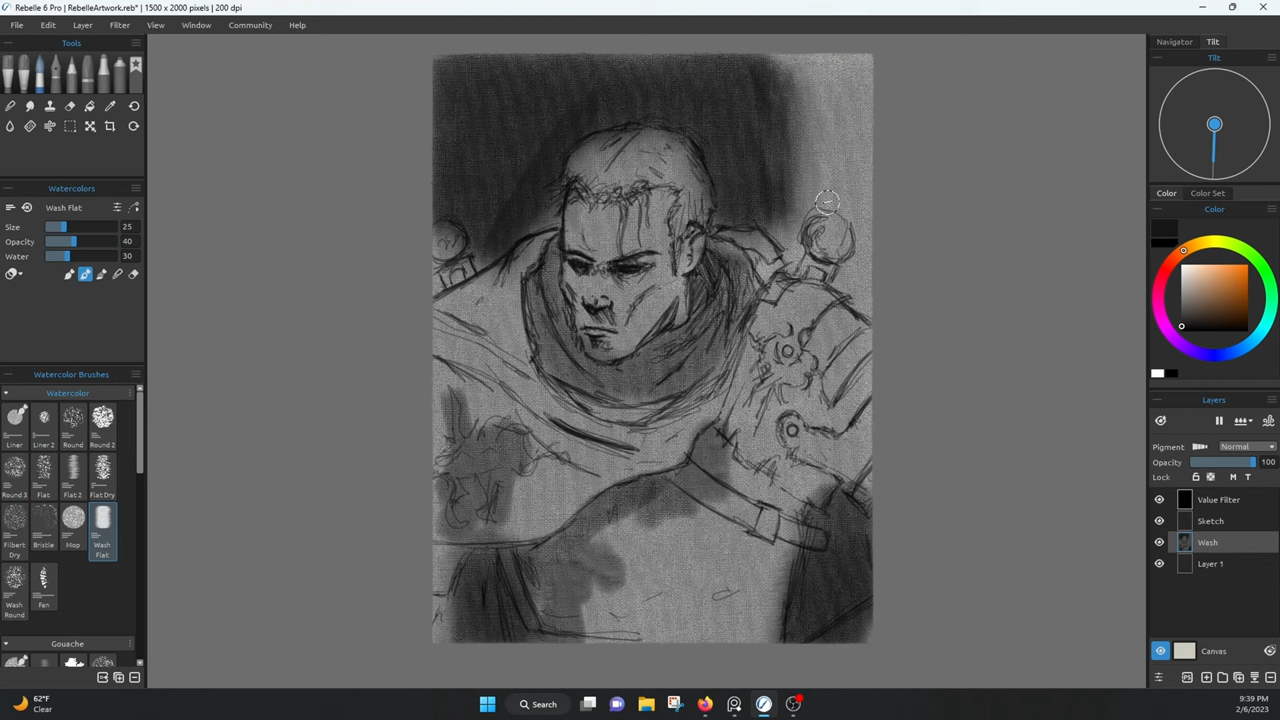 Rebelle 6 Pro | RebelleArtwork.reb* | 1500 x 2000 pixels | 200 dpi
File Edit Layer Filter View Window Community Help
Tools
Watercolors
Wash Flat
Size 25
Opacity 40
Water 30
Watercolor Brushes
Watercolor
Liner Liner 2 Round Round 2
Round 3 Flat Flat 2 Flat Dry
Filbert Dry Bristle Mop Wash Flat
Wash Round Fan
Gouache
Navigator Tilt
Tilt
Color Color Set
Color
Layers
Pigment Normal
Opacity 100
Lock M T
Value Filter
Sketch
Wash
Layer 1
Canvas
PS
62°F
Clear
Search
9:39 PM
2/6/2023